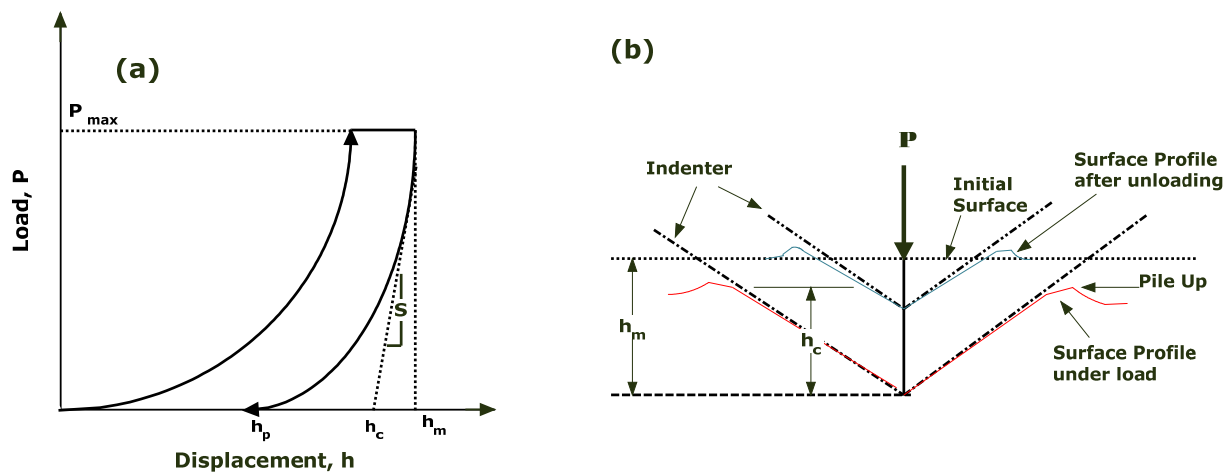 (a)
P max
Load, P
S
h p
h c
h m
Displacement, h
(b)
P
Indenter
Initial
Surface
Surface Profile
after unloading
Pile Up
h m
h c
Surface Profile
under load